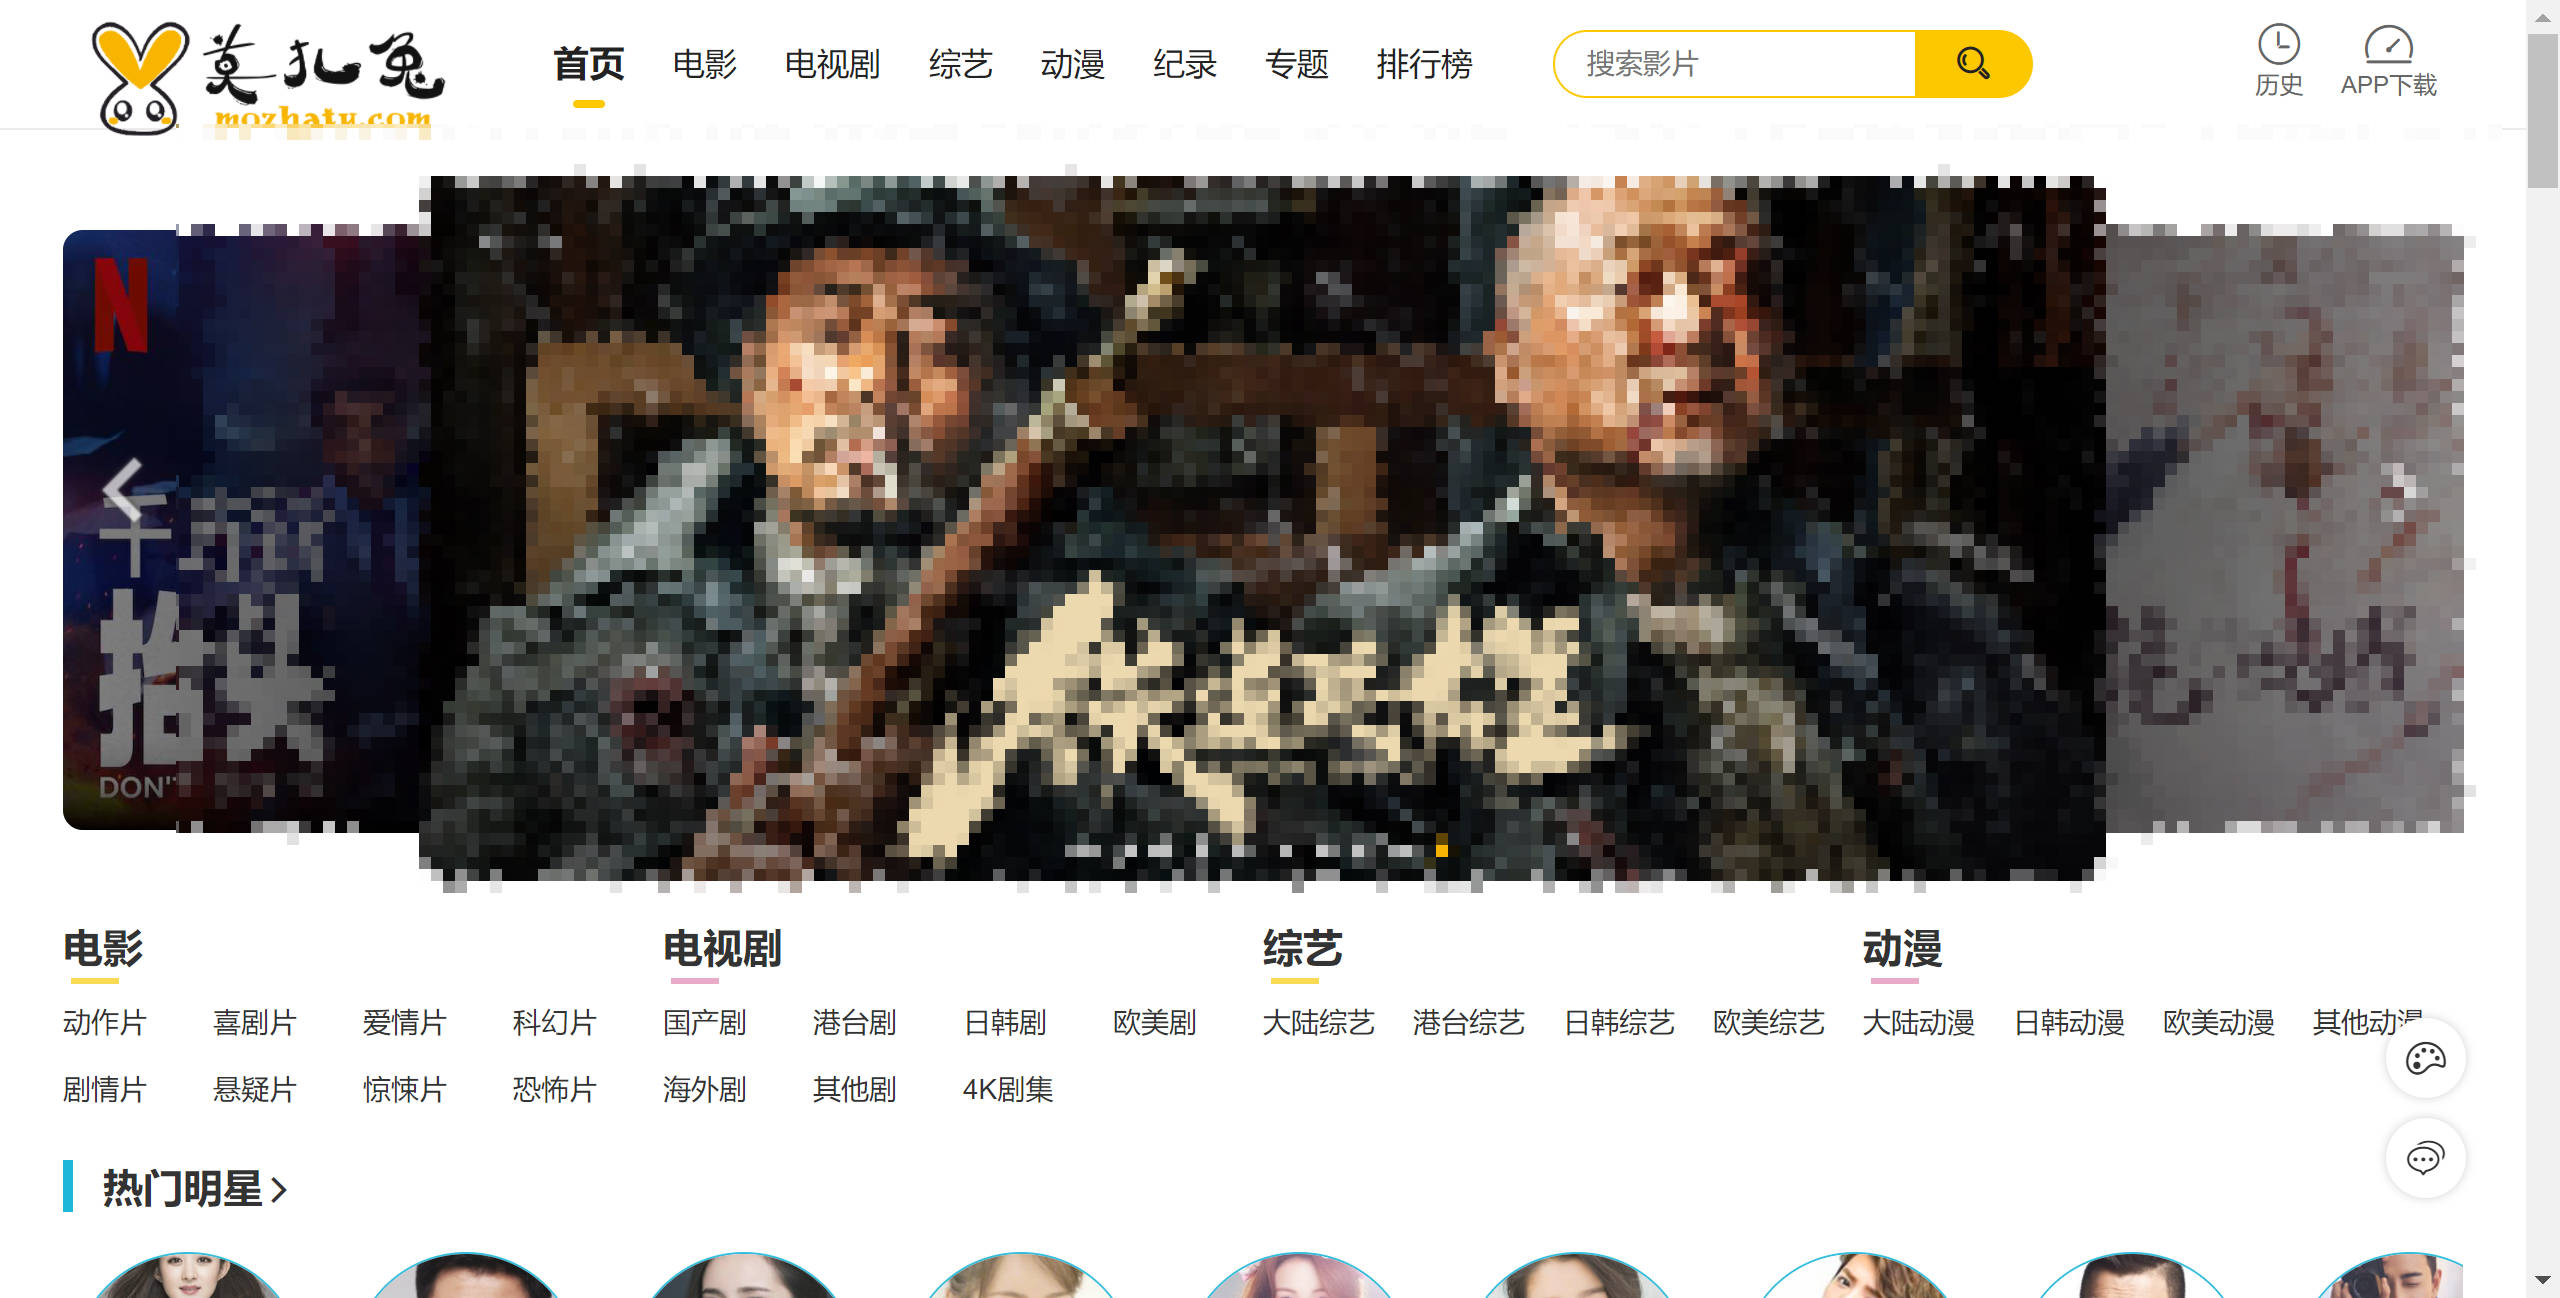 莫扎兔
mozhatu.com
首页 电影 电视剧 综艺 动漫 纪录 专题 排行榜
搜索影片
历史
APP下载
N
抬头
DON'
电影
电视剧
综艺
动漫
动作片 喜剧片 爱情片 科幻片 国产剧 港台剧 日韩剧 欧美剧 大陆综艺 港台综艺 日韩综艺 欧美综艺 大陆动漫 日韩动漫 欧美动漫 其他动漫
剧情片 悬疑片 惊悚片 恐怖片 海外剧 其他剧 4K剧集
热门明星